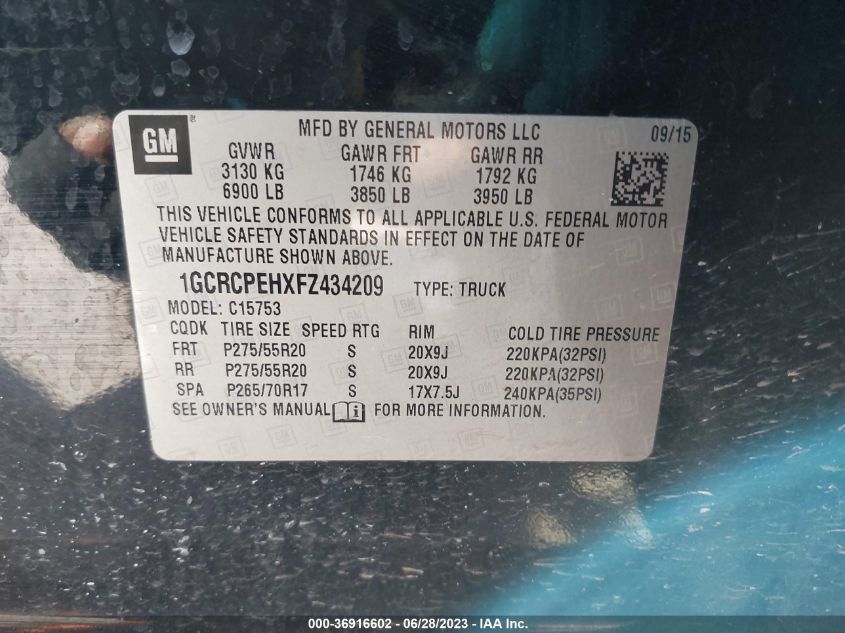 GM
MFD BY GENERAL MOTORS LLC
09/15
GVWR GAWR FRT GAWR RR
3130 KG 1746 KG 1792 KG
6900 LB 3850 LB 3950 LB
THIS VEHICLE CONFORMS TO ALL APPLICABLE U.S. FEDERAL MOTOR
VEHICLE SAFETY STANDARDS IN EFFECT ON THE DATE OF
MANUFACTURE SHOWN ABOVE.
1GCRCPEHXFZ434209 TYPE: TRUCK
MODEL: C15753
CQDK TIRE SIZE SPEED RTG RIM COLD TIRE PRESSURE
FRT P275/55R20 S 20X9J 220KPA(32PSI)
RR P275/55R20 S 20X9J 220KPA(32PSI)
SPA P265/70R17 S 17X7.5J 240KPA(35PSI)
SEE OWNER'S MANUAL i FOR MORE INFORMATION.
000-36916602 - 06/28/2023 - © IAA Inc.